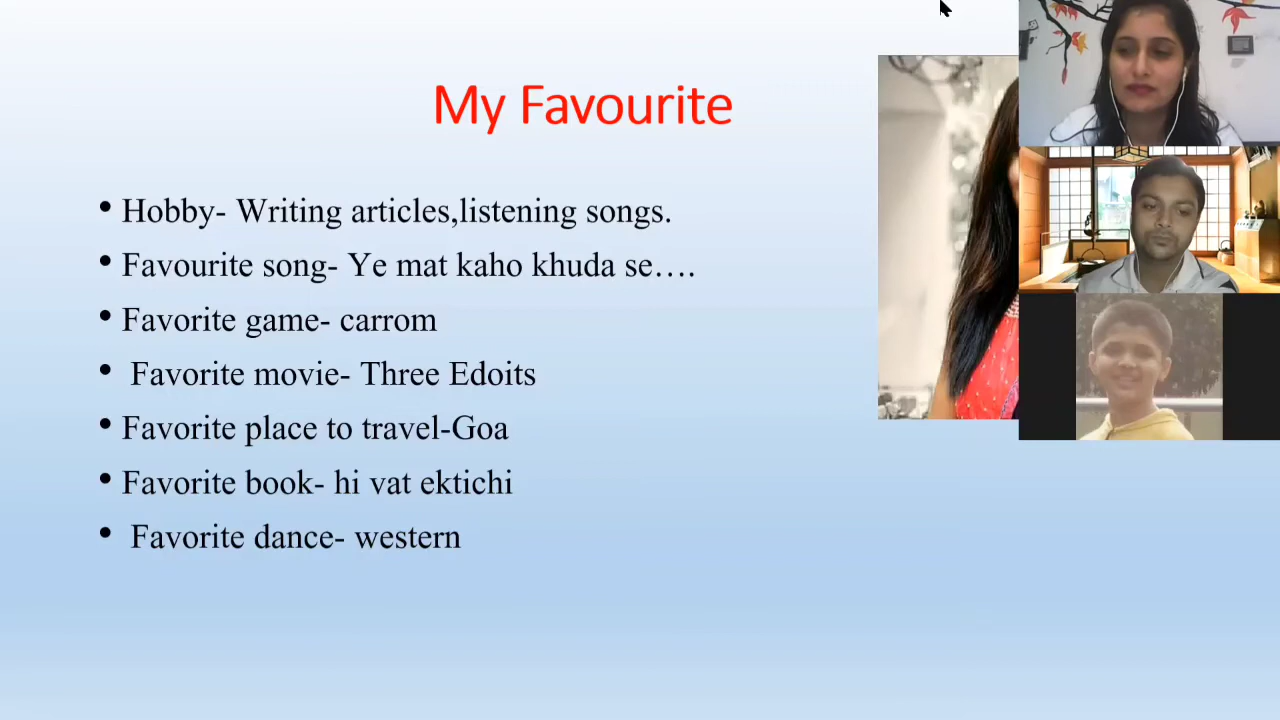 My Favourite
• Hobby- Writing articles,listening songs.
• Favourite song- Ye mat kaho khuda se….
• Favorite game- carrom
• Favorite movie- Three Edoits
• Favorite place to travel-Goa
• Favorite book- hi vat ektichi
• Favorite dance- western